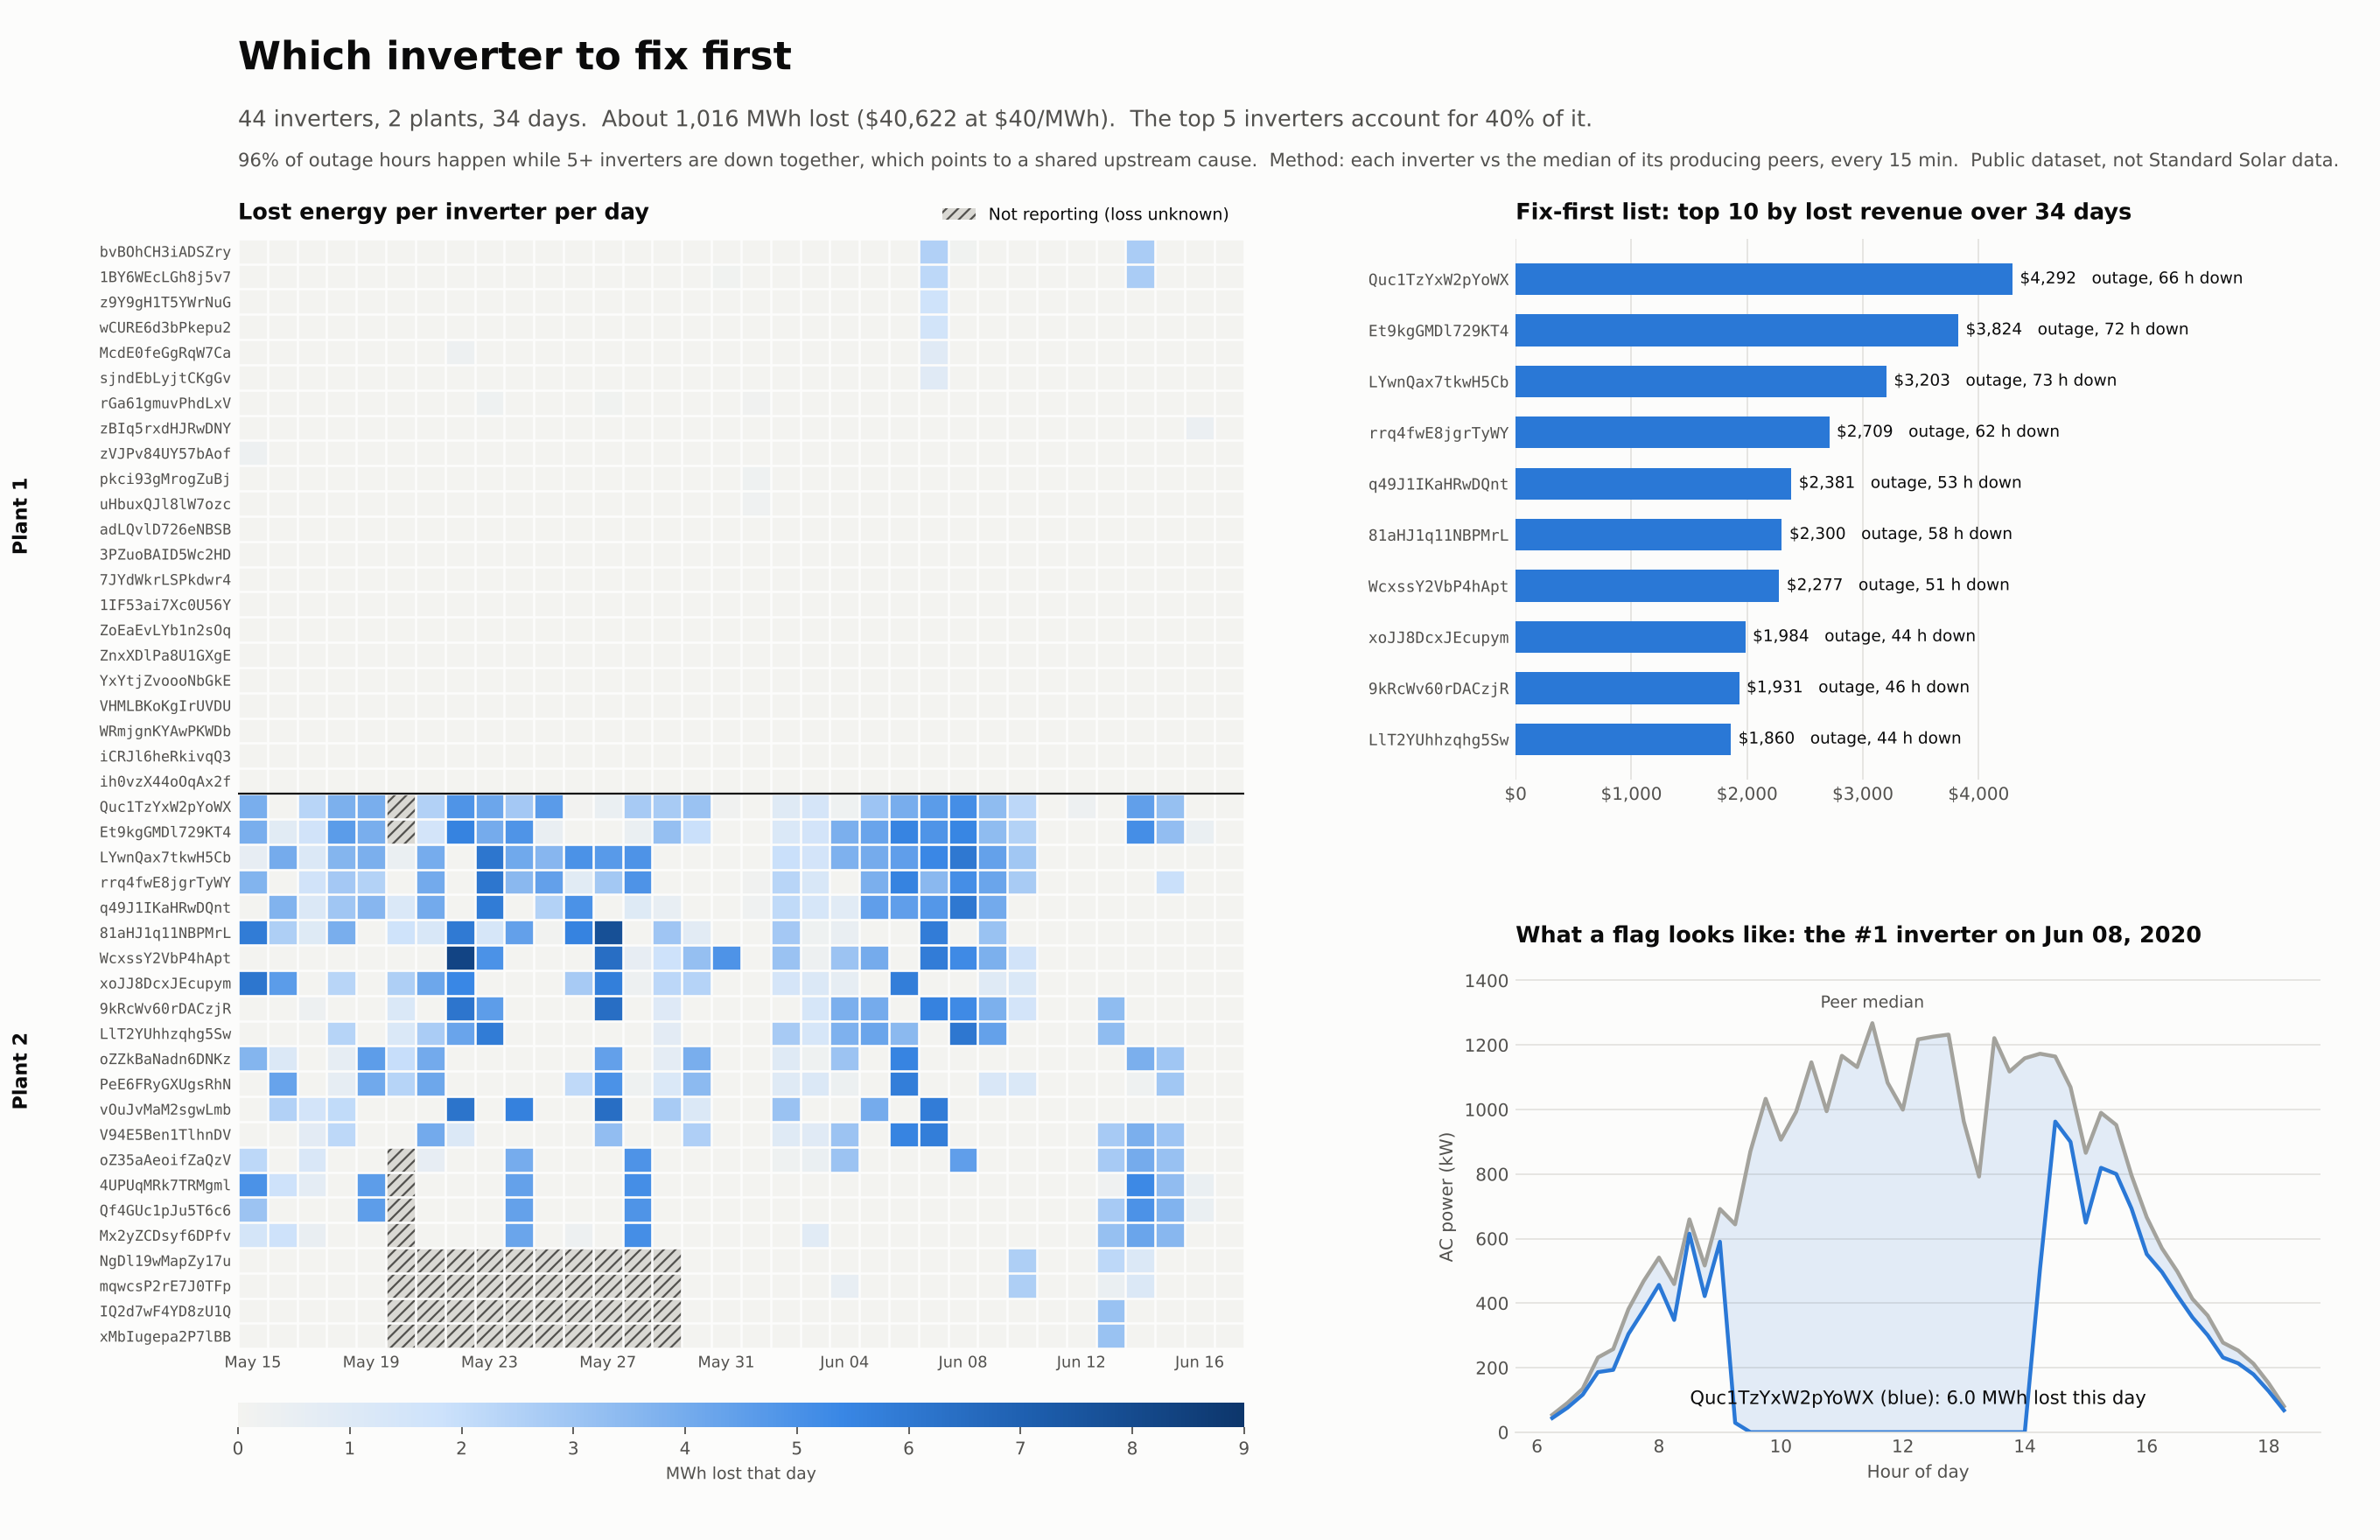 Which inverter to fix first
44 inverters, 2 plants, 34 days.  About 1,016 MWh lost ($40,622 at $40/MWh).  The top 5 inverters account for 40% of it.
96% of outage hours happen while 5+ inverters are down together, which points to a shared upstream cause.  Method: each inverter vs the median of its producing peers, every 15 min.  Public dataset, not Standard Solar data.
Lost energy per inverter per day
Not reporting (loss unknown)
Plant 1
bvBOhCH3iADSZry
1BY6WEcLGh8j5v7
z9Y9gH1T5YWrNuG
wCURE6d3bPkepu2
McdE0feGgRqW7Ca
sjndEbLyjtCKgGv
rGa61gmuvPhdLxV
zBIq5rxdHJRwDNY
zVJPv84UY57bAof
pkci93gMrogZuBj
uHbuxQJl8lW7ozc
adLQvlD726eNBSB
3PZuoBAID5Wc2HD
7JYdWkrLSPkdwr4
1IF53ai7Xc0U56Y
ZoEaEvLYb1n2sOq
ZnxXDlPa8U1GXgE
YxYtjZvoooNbGkE
VHMLBKoKgIrUVDU
WRmjgnKYAwPKWDb
iCRJl6heRkivqQ3
ih0vzX44oOqAx2f
Plant 2
Quc1TzYxW2pYoWX
Et9kgGMDl729KT4
LYwnQax7tkwH5Cb
rrq4fwE8jgrTyWY
q49J1IKaHRwDQnt
81aHJ1q11NBPMrL
WcxssY2VbP4hApt
xoJJ8DcxJEcupym
9kRcWv60rDACzjR
LlT2YUhhzqhg5Sw
oZZkBaNadn6DNKz
PeE6FRyGXUgsRhN
vOuJvMaM2sgwLmb
V94E5Ben1TlhnDV
oZ35aAeoifZaQzV
4UPUqMRk7TRMgml
Qf4GUc1pJu5T6c6
Mx2yZCDsyf6DPfv
NgDl19wMapZy17u
mqwcsP2rE7J0TFp
IQ2d7wF4YD8zU1Q
xMbIugepa2P7lBB
May 15 May 19 May 23 May 27 May 31 Jun 04 Jun 08 Jun 12 Jun 16
0 1 2 3 4 5 6 7 8 9
MWh lost that day
Fix-first list: top 10 by lost revenue over 34 days
Quc1TzYxW2pYoWX $4,292 outage, 66 h down
Et9kgGMDl729KT4 $3,824 outage, 72 h down
LYwnQax7tkwH5Cb $3,203 outage, 73 h down
rrq4fwE8jgrTyWY $2,709 outage, 62 h down
q49J1IKaHRwDQnt $2,381 outage, 53 h down
81aHJ1q11NBPMrL $2,300 outage, 58 h down
WcxssY2VbP4hApt $2,277 outage, 51 h down
xoJJ8DcxJEcupym $1,984 outage, 44 h down
9kRcWv60rDACzjR $1,931 outage, 46 h down
LlT2YUhhzqhg5Sw $1,860 outage, 44 h down
$0 $1,000 $2,000 $3,000 $4,000
What a flag looks like: the #1 inverter on Jun 08, 2020
AC power (kW)
1400
Peer median
1200
1000
800
600
400
200
Quc1TzYxW2pYoWX (blue): 6.0 MWh lost this day
0
6 8 10 12 14 16 18
Hour of day